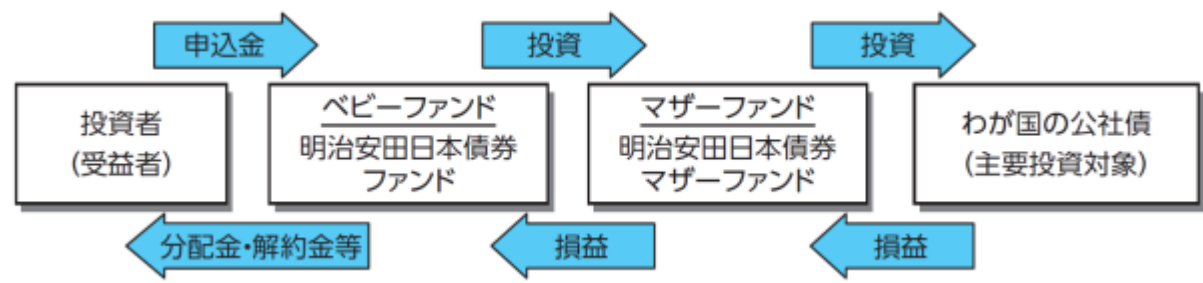 申込金
投資
投資
投資者
(受益者)
ベビーファンド
明治安田日本債券
ファンド
マザーファンド
明治安田日本債券
マザーファンド
わが国の公社債
(主要投資対象)
分配金・解約金等
損益
損益